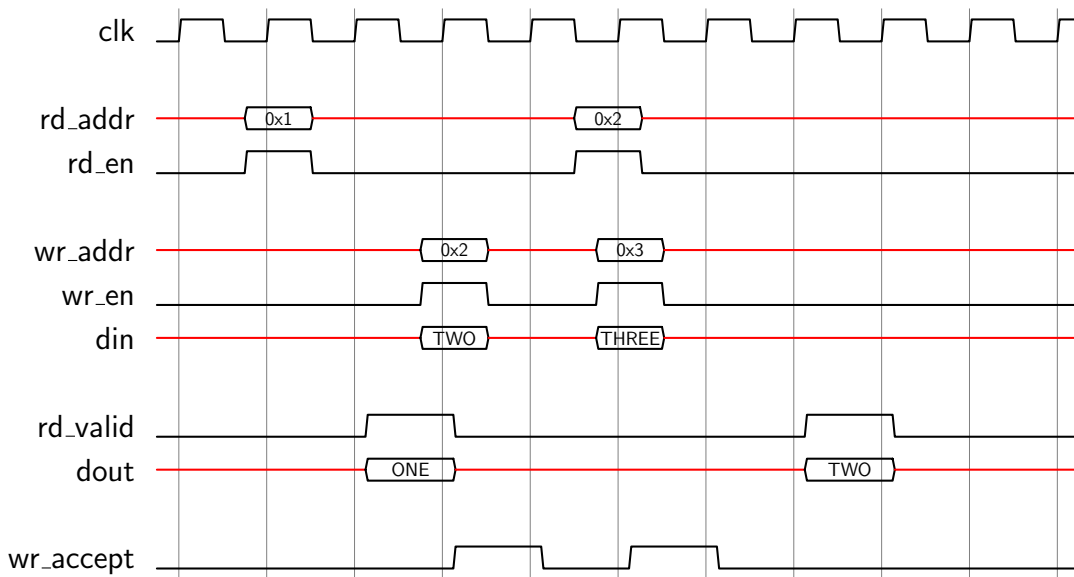 clk
rd_addr 0x1 0x2
rd_en
wr_addr 0x2 0x3
wr_en
din TWO THREE
rd_valid
dout ONE TWO
wr_accept